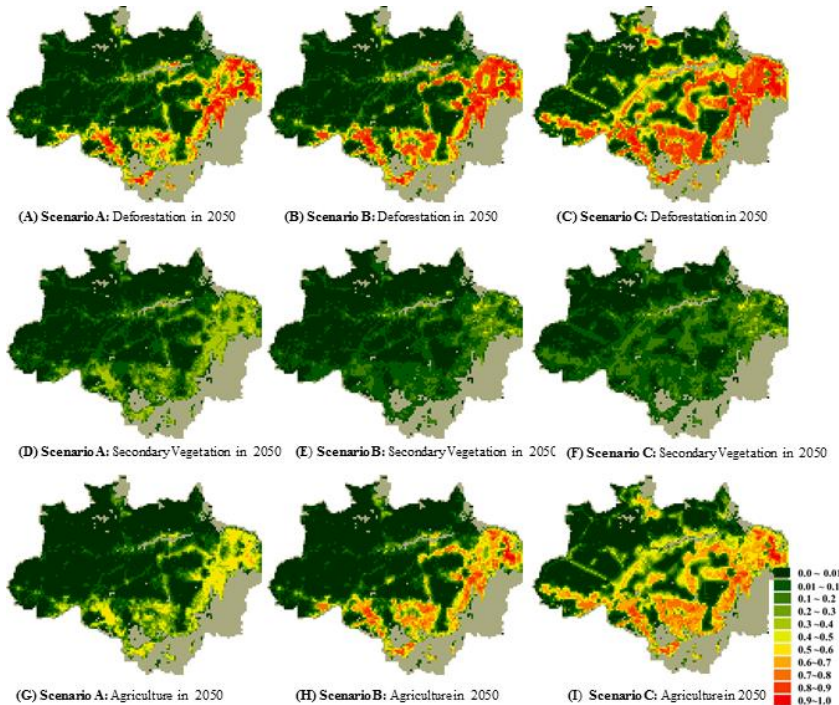 (A) Scenario A: Deforestation in 2050
(B) Scenario B: Deforestation in 2050
(C) Scenario C: Deforestation in 2050
(D) Scenario A: Secondary Vegetation in 2050
(E) Scenario B: Secondary Vegetation in 2050
(F) Scenario C: Secondary Vegetation in 2050
0.0 ~ 0.01
0.01 ~ 0.1
0.1 ~ 0.2
0.2 ~ 0.3
0.3 ~ 0.4
0.4 ~ 0.5
0.5 ~ 0.6
0.6 ~ 0.7
0.7 ~ 0.8
0.8 ~ 0.9
0.9 ~ 1.0
(G) Scenario A: Agriculture in 2050
(H) Scenario B: Agriculture in 2050
(I) Scenario C: Agriculture in 2050